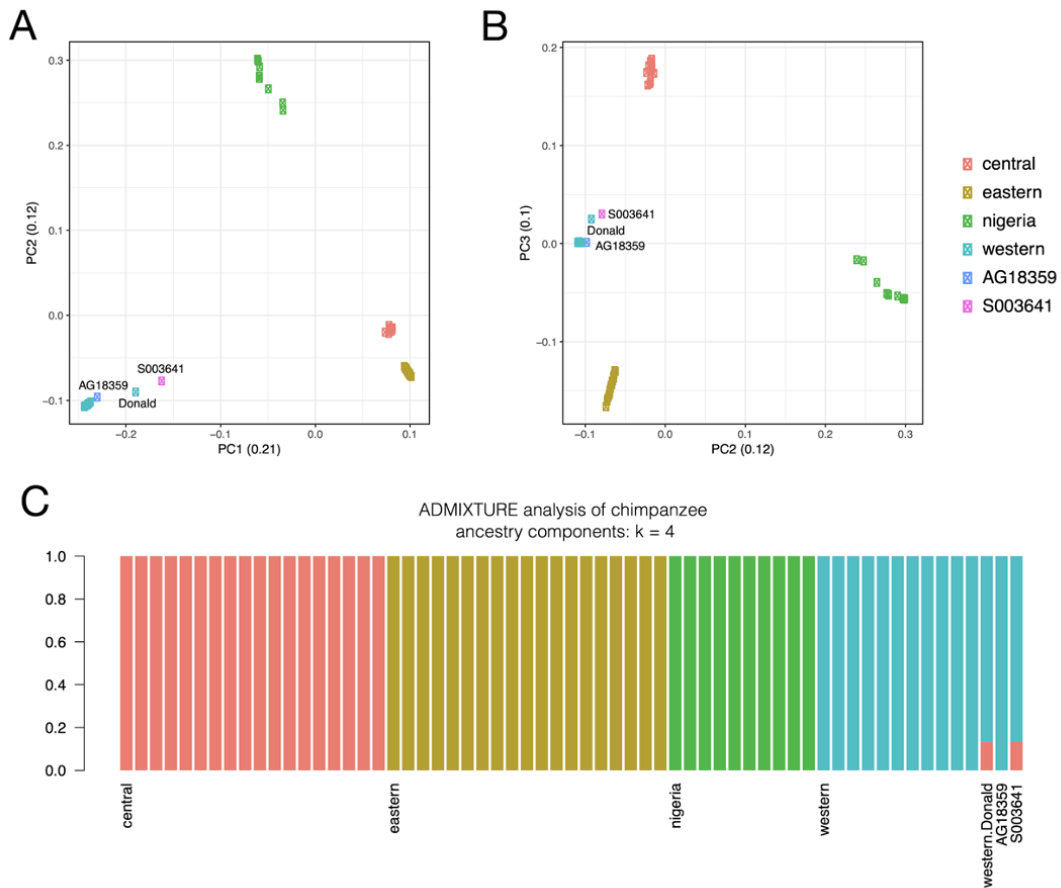 A
B
0.3
0.2
0.1
0.0
−0.1
PC2 (0.12)
S003641
AG18359
Donald
−0.2
−0.1
0.0
0.1
PC1 (0.21)
0.2
0.1
0.0
−0.1
PC3 (0.1)
S003641
Donald
AG18359
−0.1
0.0
0.1
0.2
0.3
PC2 (0.12)
central
eastern
nigeria
western
AG18359
S003641
C
ADMIXTURE analysis of chimpanzee
ancestry components: k = 4
1.0
0.8
0.6
0.4
0.2
0.0
central
eastern
nigeria
western
western.Donald
AG18359
S003641